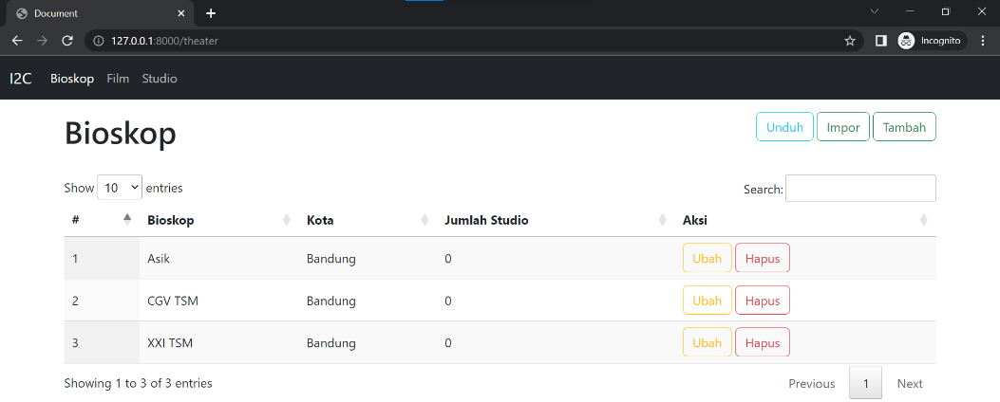 Document
127.0.0.1:8000/theater
Incognito
I2C Bioskop Film Studio
Bioskop
Unduh Impor Tambah
Show 10 entries
Search:
# Bioskop Kota Jumlah Studio Aksi
1 Asik Bandung 0 Ubah Hapus
2 CGV TSM Bandung 0 Ubah Hapus
3 XXI TSM Bandung 0 Ubah Hapus
Showing 1 to 3 of 3 entries
Previous 1 Next